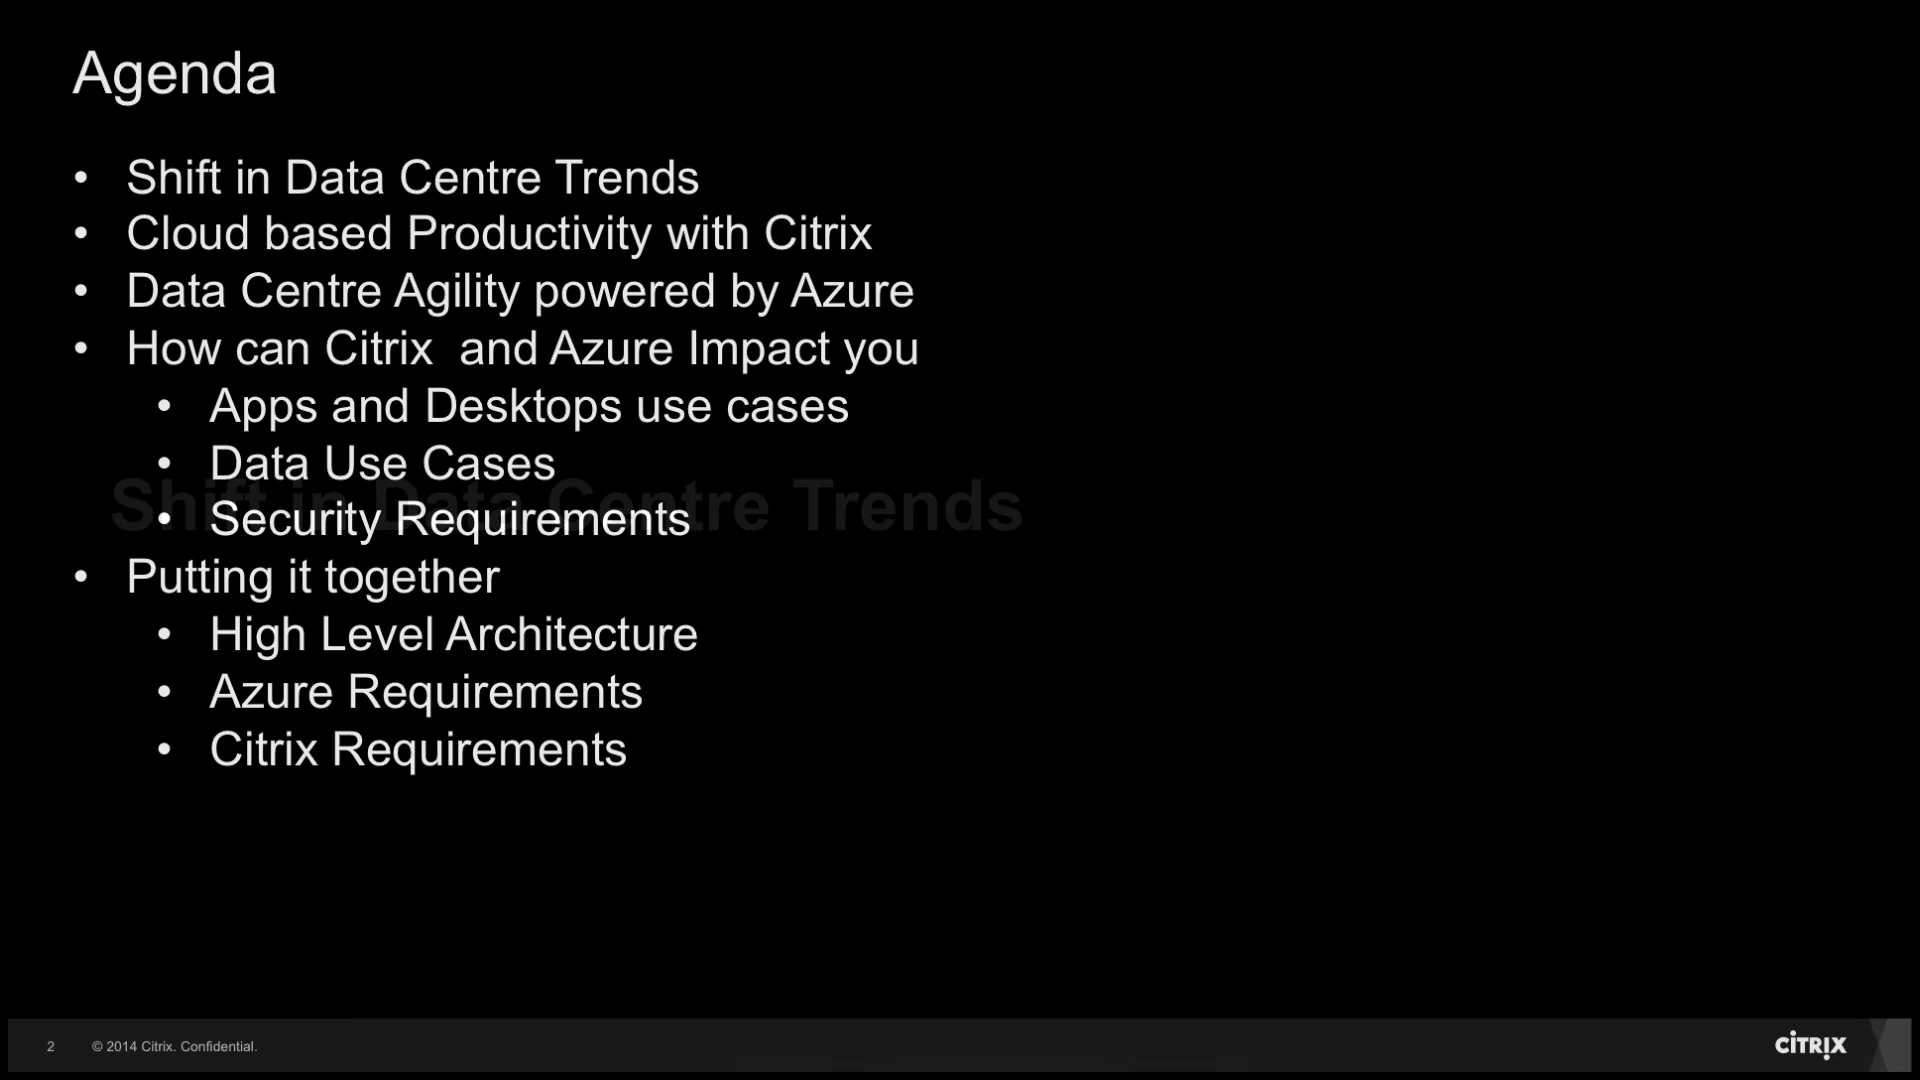 Agenda
• Shift in Data Centre Trends
• Cloud based Productivity with Citrix
• Data Centre Agility powered by Azure
• How can Citrix  and Azure Impact you
• Apps and Desktops use cases
• Data Use Cases
Shift in Data Centre Trends
• Security Requirements
• Putting it together
• High Level Architecture
• Azure Requirements
• Citrix Requirements
2 © 2014 Citrix. Confidential.
CİTRIX